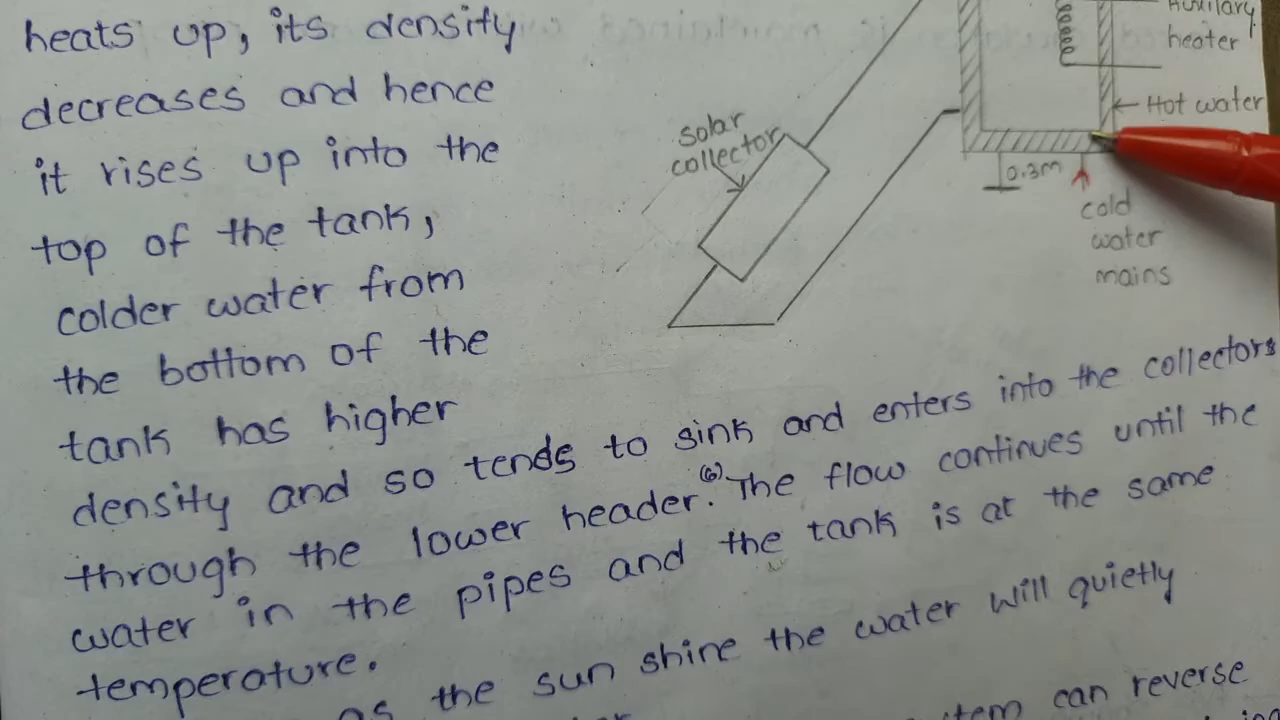 heats up, its density
decreases and hence
it rises up into the
top of the tank,
colder water from
the bottom of the
tank has higher
density and so tends to sink and enters into the collectors
through the lower header. (6) The flow continues until the
water in the pipes and the tank is at the same
temperature.
as the sun shine the water will quietly
can reverse
Auxilary
heater
Hot water
solar
collector
0.3m
cold
water
mains